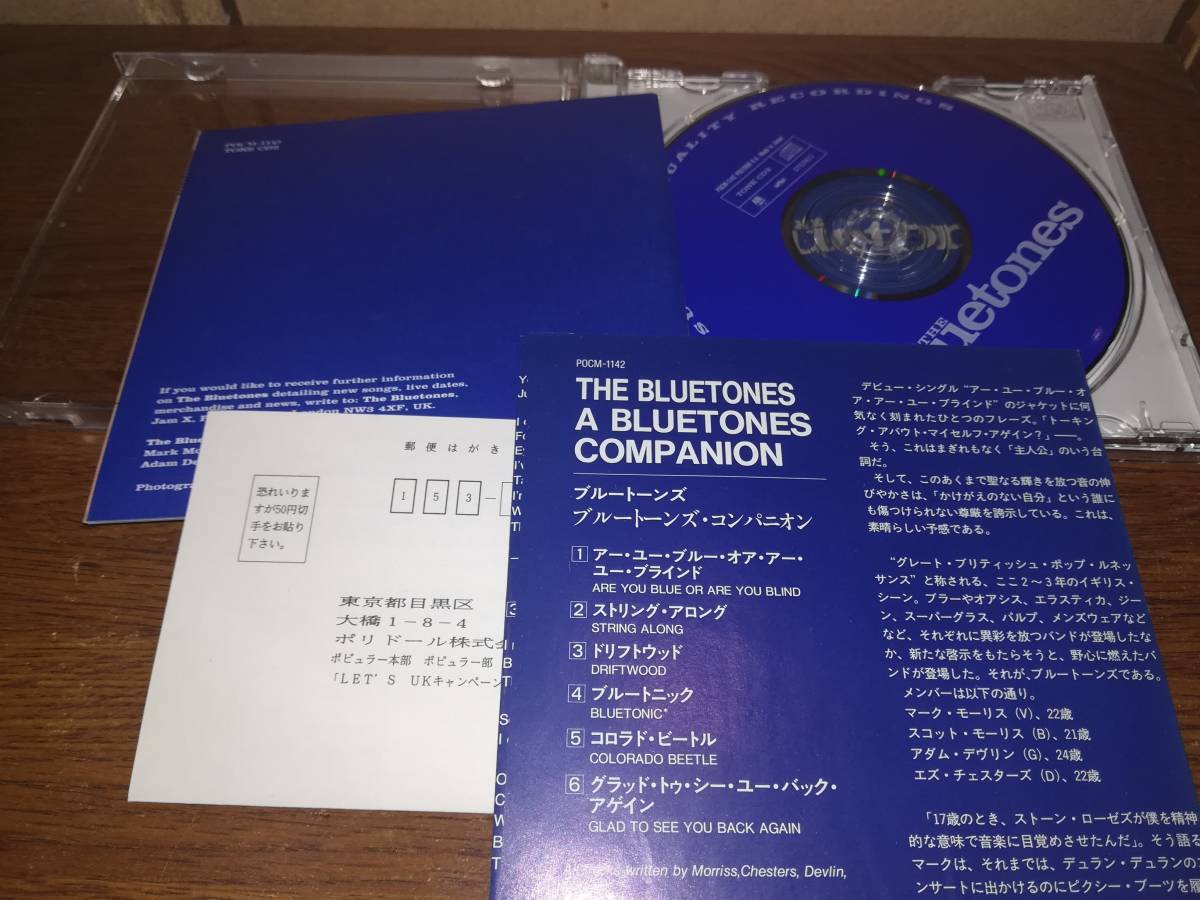 POCM-1142
TONE CD2
If you would like to receive further information
on The Bluetones detailing new songs, live dates,
merchandise and news, write to: The Bluetones,
Jam X, London NW3 4XF, UK.
The Blue
Mark Mo
Adam De
Photogra
QUALITY RECORDINGS
TONE CD2
STEREO
THE
Bluetones
郵便はがき
153-
恐れいりま
すが50円切
手をお貼り
下さい。
東京都目黒区
大橋1-8-4
ポリドール株式会
ポピュラー本部 ポピュラー部
「LET'S UKキャンペーン
POCM-1142
THE BLUETONES
A BLUETONES
COMPANION
ブルートーンズ
ブルートーンズ・コンパニオン
1 アー・ユー・ブルー・オア・アー・
ユー・ブラインド
ARE YOU BLUE OR ARE YOU BLIND
2 ストリング・アロング
STRING ALONG
3 ドリフトウッド
DRIFTWOOD
4 ブルートニック
BLUETONIC*
5 コロラド・ビートル
COLORADO BEETLE
6 グラッド・トゥ・シー・ユー・バック・
アゲイン
GLAD TO SEE YOU BACK AGAIN
written by Morriss,Chesters, Devlin,
デビュー・シングル“アー・ユー・ブルー・オ
ア・アー・ユー・ブラインド”のジャケットに何
気なく刻まれたひとつのフレーズ。「トーキン
グ・アバウト・マイセルフ・アゲイン?」――。
そう、これはまぎれもなく「主人公」のいう台
詞だ。
そして、このあくまで聖なる輝きを放つ音の伸
びやかさは、「かけがえのない自分」という誰に
も傷つけられない尊厳を誇示している。これは、
素晴らしい予感である。
“グレート・ブリティッシュ・ポップ・ルネッ
サンス”と称される、ここ2～3年のイギリス・
シーン。ブラーやオアシス、エラスティカ、ジー
ン、スーパーグラス、パルプ、メンズウェアなど
など、それぞれに異彩を放つバンドが登場したな
か、新たな啓示をもたらそうと、野心に燃えたバ
ンドが登場した。それが、ブルートーンズである。
メンバーは以下の通り。
マーク・モーリス（V）、22歳
スコット・モーリス（B）、21歳
アダム・デヴリン（G）、24歳
エズ・チェスターズ（D）、22歳
「17歳のとき、ストーン・ローゼズが僕を精神
的な意味で音楽に目覚めさせたんだ」。そう語る
マークは、それまでは、デュラン・デュランのコ
ンサートに出かけるのにピクシー・ブーツを履